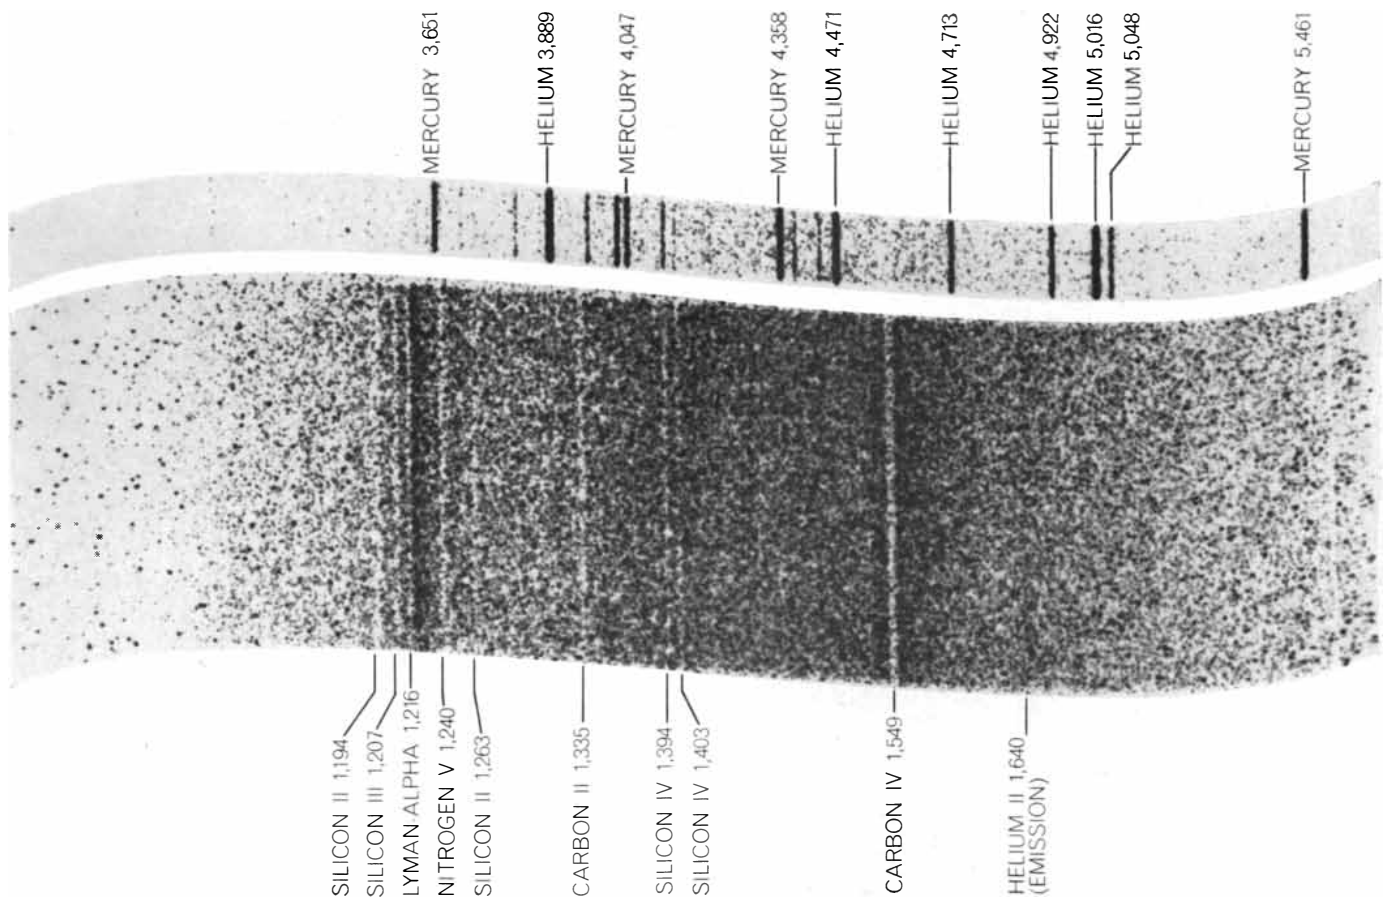 MERCURY 3,651
HELIUM 3,889
MERCURY 4,047
MERCURY 4,358
HELIUM 4,471
HELIUM 4,713
HELIUM 4,922
HELIUM 5,016
HELIUM 5,048
MERCURY 5,461
SILICON II 1,194
SILICON III 1,207
LYMAN-ALPHA 1,216
NITROGEN V 1,240
SILICON II 1,263
CARBON II 1,335
SILICON IV 1,394
SILICON IV 1,403
CARBON IV 1,549
HELIUM II 1,640
(EMISSION)